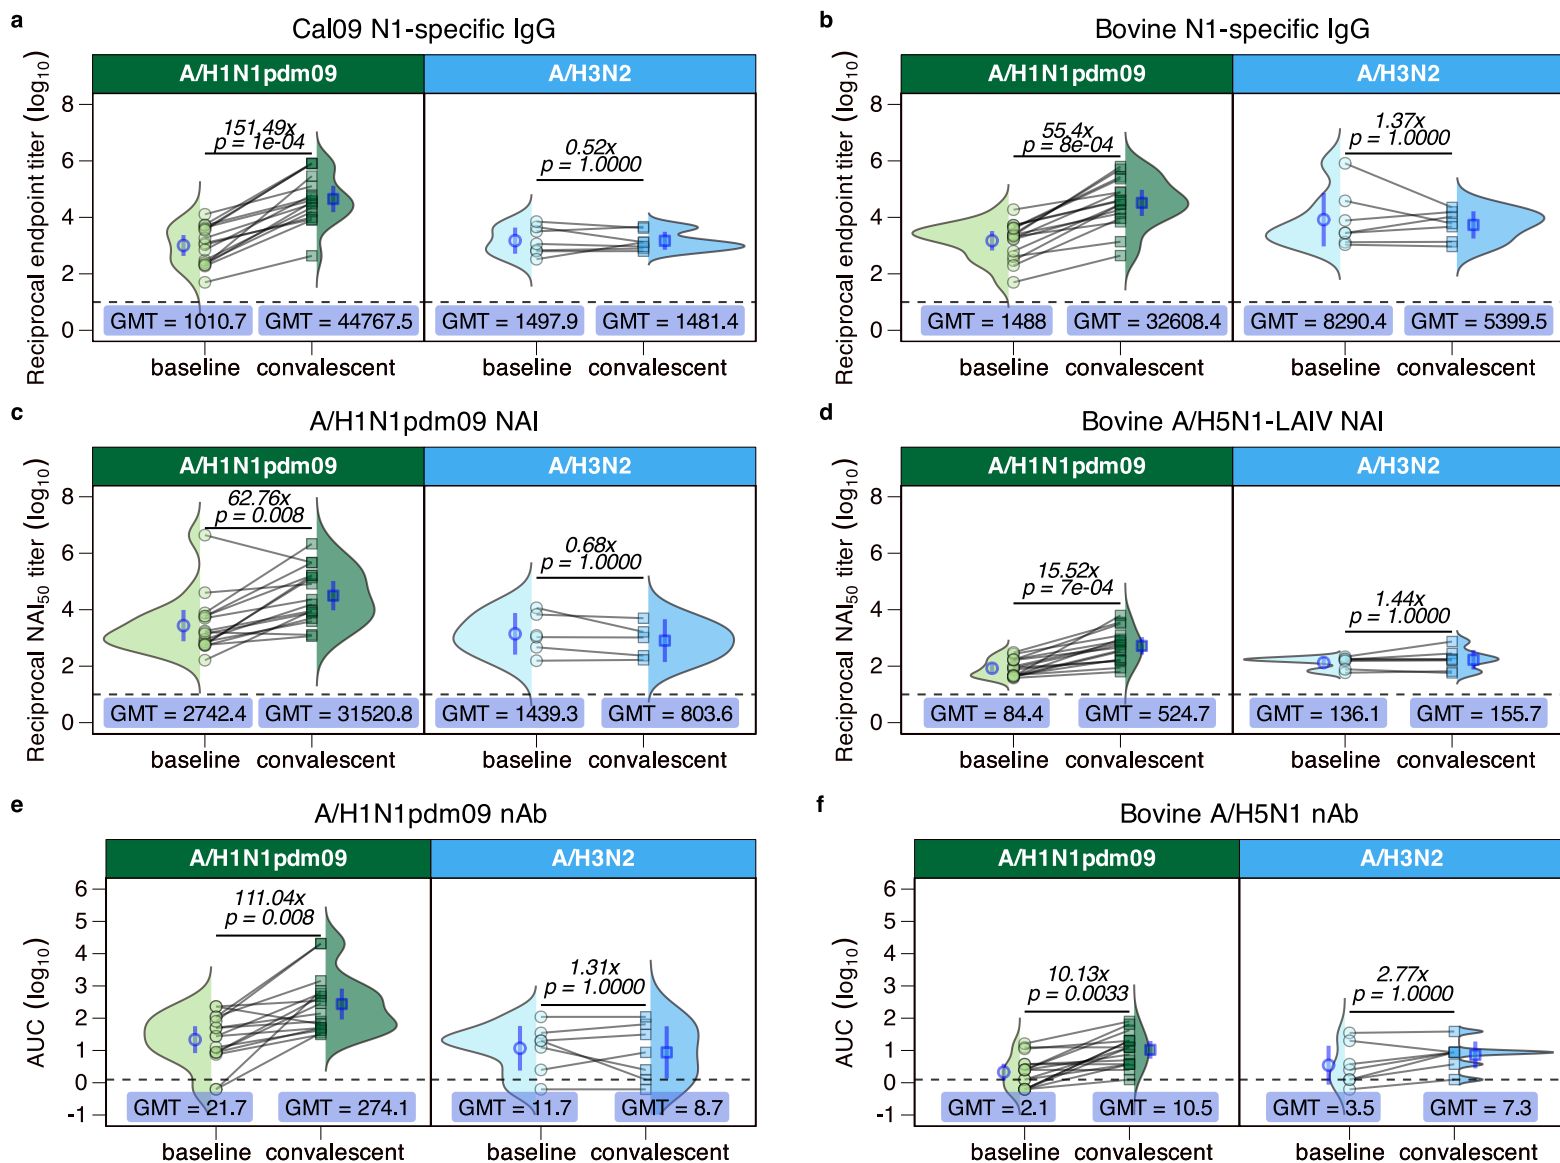 a
Cal09 N1-specific IgG
A/H1N1pdm09
A/H3N2
Reciprocal endpoint titer (log10)
8
6
4
2
0
151.49x
p = 1e-04
0.52x
p = 1.0000
GMT = 1010.7
GMT = 44767.5
GMT = 1497.9
GMT = 1481.4
baseline
convalescent
baseline
convalescent
b
Bovine N1-specific IgG
A/H1N1pdm09
A/H3N2
Reciprocal endpoint titer (log10)
8
6
4
2
0
55.4x
p = 8e-04
1.37x
p = 1.0000
GMT = 1488
GMT = 32608.4
GMT = 8290.4
GMT = 5399.5
baseline
convalescent
baseline
convalescent
c
A/H1N1pdm09 NAI
A/H1N1pdm09
A/H3N2
Reciprocal NAI50 titer (log10)
8
6
4
2
0
62.76x
p = 0.008
0.68x
p = 1.0000
GMT = 2742.4
GMT = 31520.8
GMT = 1439.3
GMT = 803.6
baseline
convalescent
baseline
convalescent
d
Bovine A/H5N1-LAIV NAI
A/H1N1pdm09
A/H3N2
Reciprocal NAI50 titer (log10)
8
6
4
2
0
15.52x
p = 7e-04
1.44x
p = 1.0000
GMT = 84.4
GMT = 524.7
GMT = 136.1
GMT = 155.7
baseline
convalescent
baseline
convalescent
e
A/H1N1pdm09 nAb
A/H1N1pdm09
A/H3N2
AUC (log10)
6
5
4
3
2
1
0
-1
111.04x
p = 0.008
1.31x
p = 1.0000
GMT = 21.7
GMT = 274.1
GMT = 11.7
GMT = 8.7
baseline
convalescent
baseline
convalescent
f
Bovine A/H5N1 nAb
A/H1N1pdm09
A/H3N2
AUC (log10)
6
5
4
3
2
1
0
-1
10.13x
p = 0.0033
2.77x
p = 1.0000
GMT = 2.1
GMT = 10.5
GMT = 3.5
GMT = 7.3
baseline
convalescent
baseline
convalescent